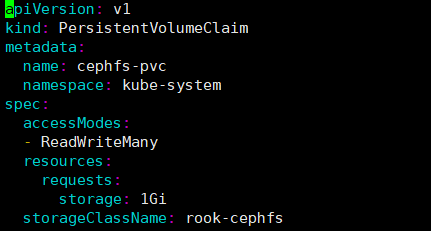 apiVersion: v1
kind: PersistentVolumeClaim
metadata:
  name: cephfs-pvc
  namespace: kube-system
spec:
  accessModes:
  - ReadWriteMany
  resources:
    requests:
      storage: 1Gi
  storageClassName: rook-cephfs